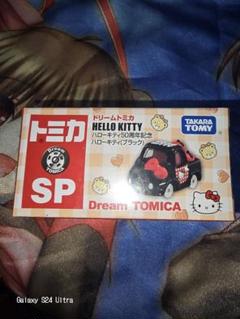 トミカ
Dream TOMICA
SP
ドリームトミカ
HELLO KITTY
ハローキティ50周年記念
ハローキティ(ブラック)
TAKARA TOMY
Dream TOMICA
Galaxy S24 Ultra